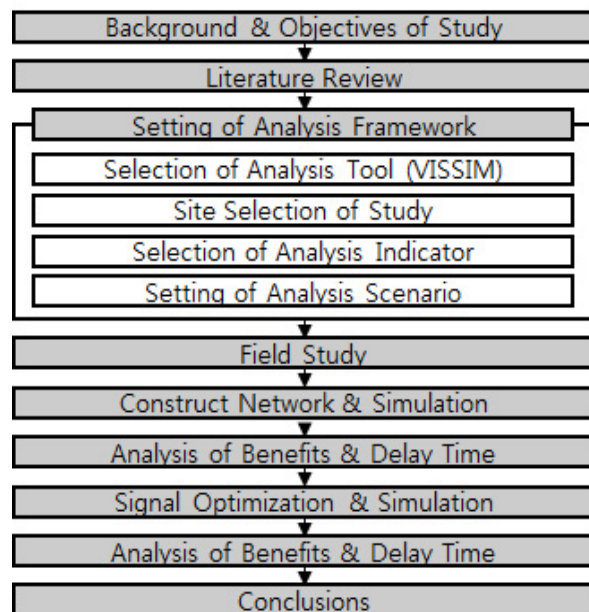 Background & Objectives of Study
Literature Review
Setting of Analysis Framework
Selection of Analysis Tool (VISSIM)
Site Selection of Study
Selection of Analysis Indicator
Setting of Analysis Scenario
Field Study
Construct Network & Simulation
Analysis of Benefits & Delay Time
Signal Optimization & Simulation
Analysis of Benefits & Delay Time
Conclusions